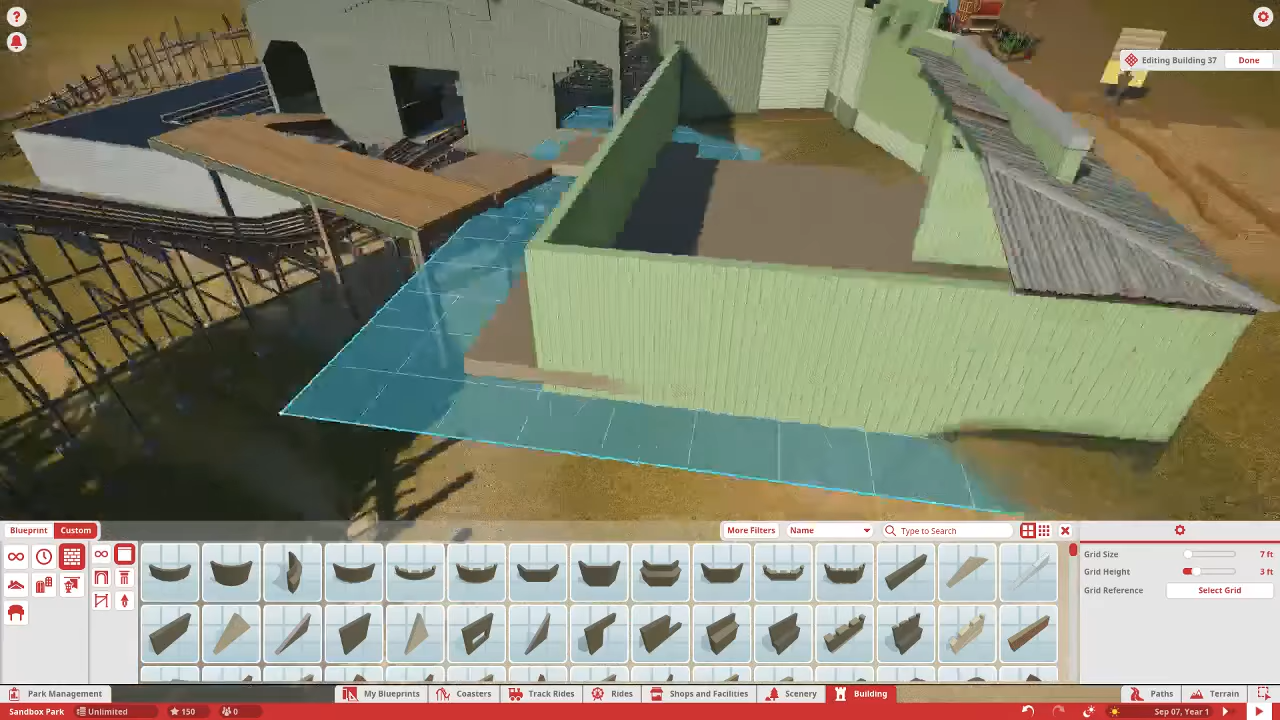 ?
Editing Building 37 Done
Blueprint Custom
More Filters Name Type to Search
Grid Size 7 ft
Grid Height 3 ft
Grid Reference Select Grid
Park Management My Blueprints Coasters Track Rides Rides Shops and Facilities Scenery Building Paths Terrain
Sandbox Park Unlimited 150 0 Sep 07, Year 1